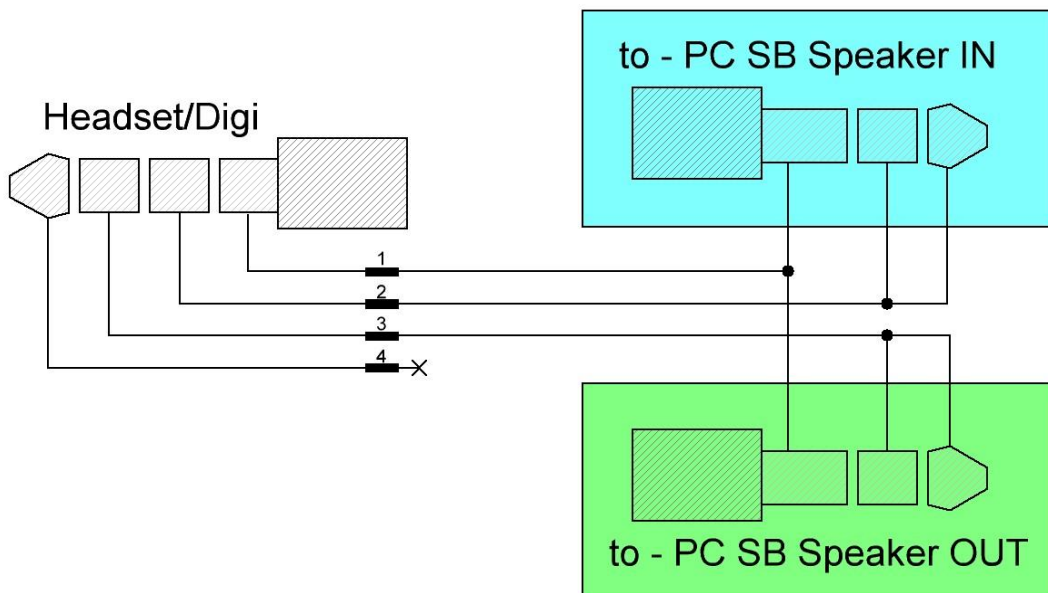 to - PC SB Speaker IN
Headset/Digi
1
2
3
4
to - PC SB Speaker OUT